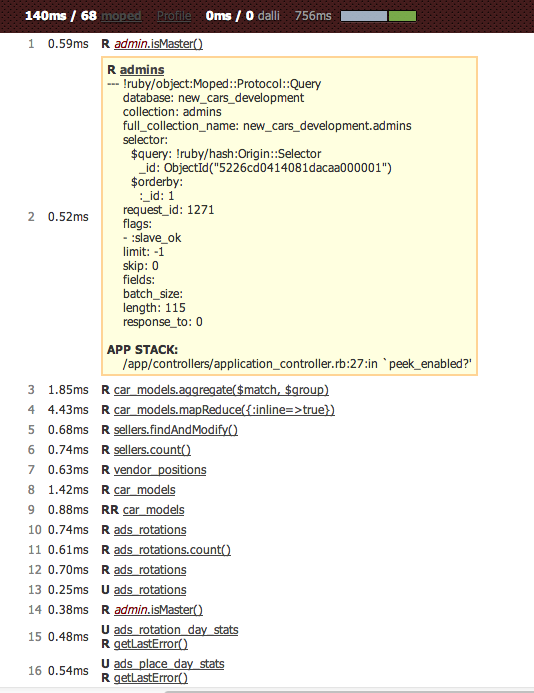 140ms / 68 moped Profile 0ms / 0 dalli 756ms
1 0.59ms R admin.isMaster()
R admins
--- !ruby/object:Moped::Protocol::Query
database: new_cars_development
collection: admins
full_collection_name: new_cars_development.admins
selector:
$query: !ruby/hash:Origin::Selector
_id: ObjectId("5226cd0414081dacaa000001")
$orderby:
:_id: 1
2 0.52ms request_id: 1271
flags:
- :slave_ok
limit: -1
skip: 0
fields:
batch_size:
length: 115
response_to: 0
APP STACK:
/app/controllers/application_controller.rb:27:in `peek_enabled?'
3 1.85ms R car_models.aggregate($match, $group)
4 4.43ms R car_models.mapReduce({:inline=>true})
5 0.68ms R sellers.findAndModify()
6 0.74ms R sellers.count()
7 0.63ms R vendor_positions
8 1.42ms R car_models
9 0.88ms RR car_models
10 0.74ms R ads_rotations
11 0.61ms R ads_rotations.count()
12 0.70ms R ads_rotations
13 0.25ms U ads_rotations
14 0.38ms R admin.isMaster()
15 0.48ms U ads_rotation_day_stats
R getLastError()
16 0.54ms U ads_place_day_stats
R getLastError()